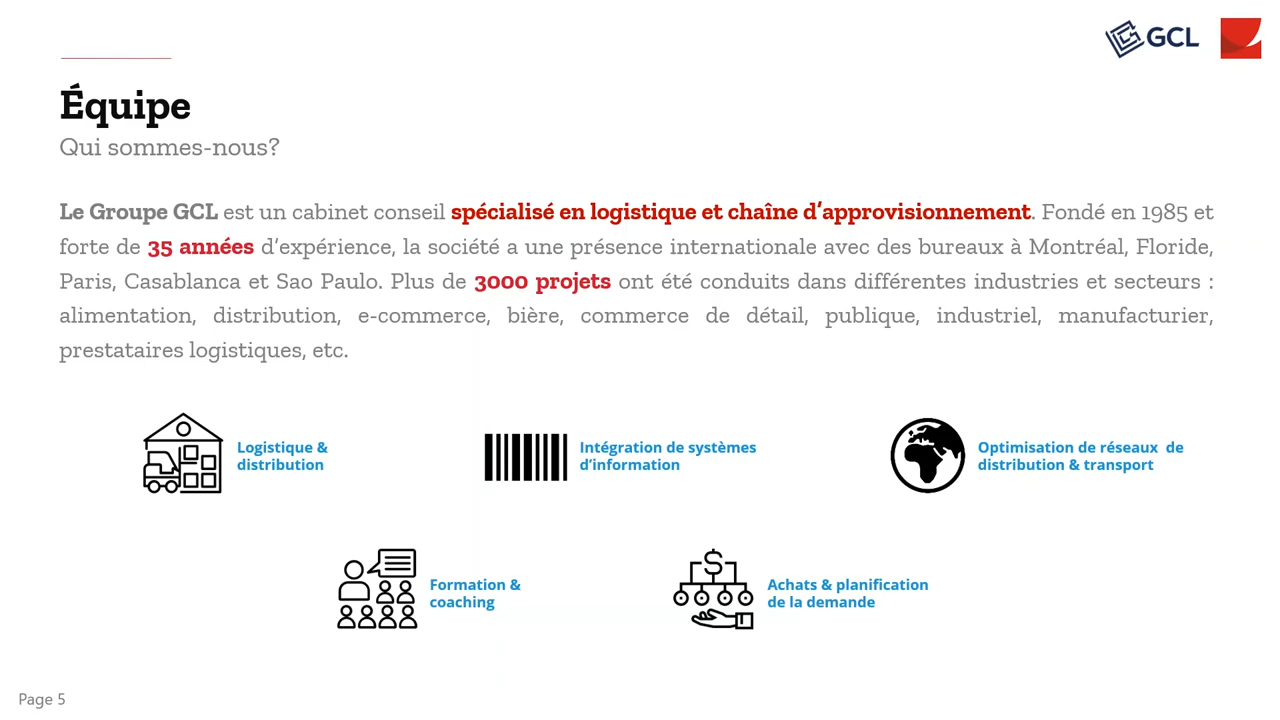 GCL
Équipe
Qui sommes-nous?
Le Groupe GCL est un cabinet conseil spécialisé en logistique et chaîne d'approvisionnement. Fondé en 1985 et
forte de 35 années d'expérience, la société a une présence internationale avec des bureaux à Montréal, Floride,
Paris, Casablanca et Sao Paulo. Plus de 3000 projets ont été conduits dans différentes industries et secteurs :
alimentation, distribution, e-commerce, bière, commerce de détail, publique, industriel, manufacturier,
prestataires logistiques, etc.
Logistique &
distribution
Intégration de systèmes
d'information
Optimisation de réseaux de
distribution & transport
Formation &
coaching
Achats & planification
de la demande
Page 5